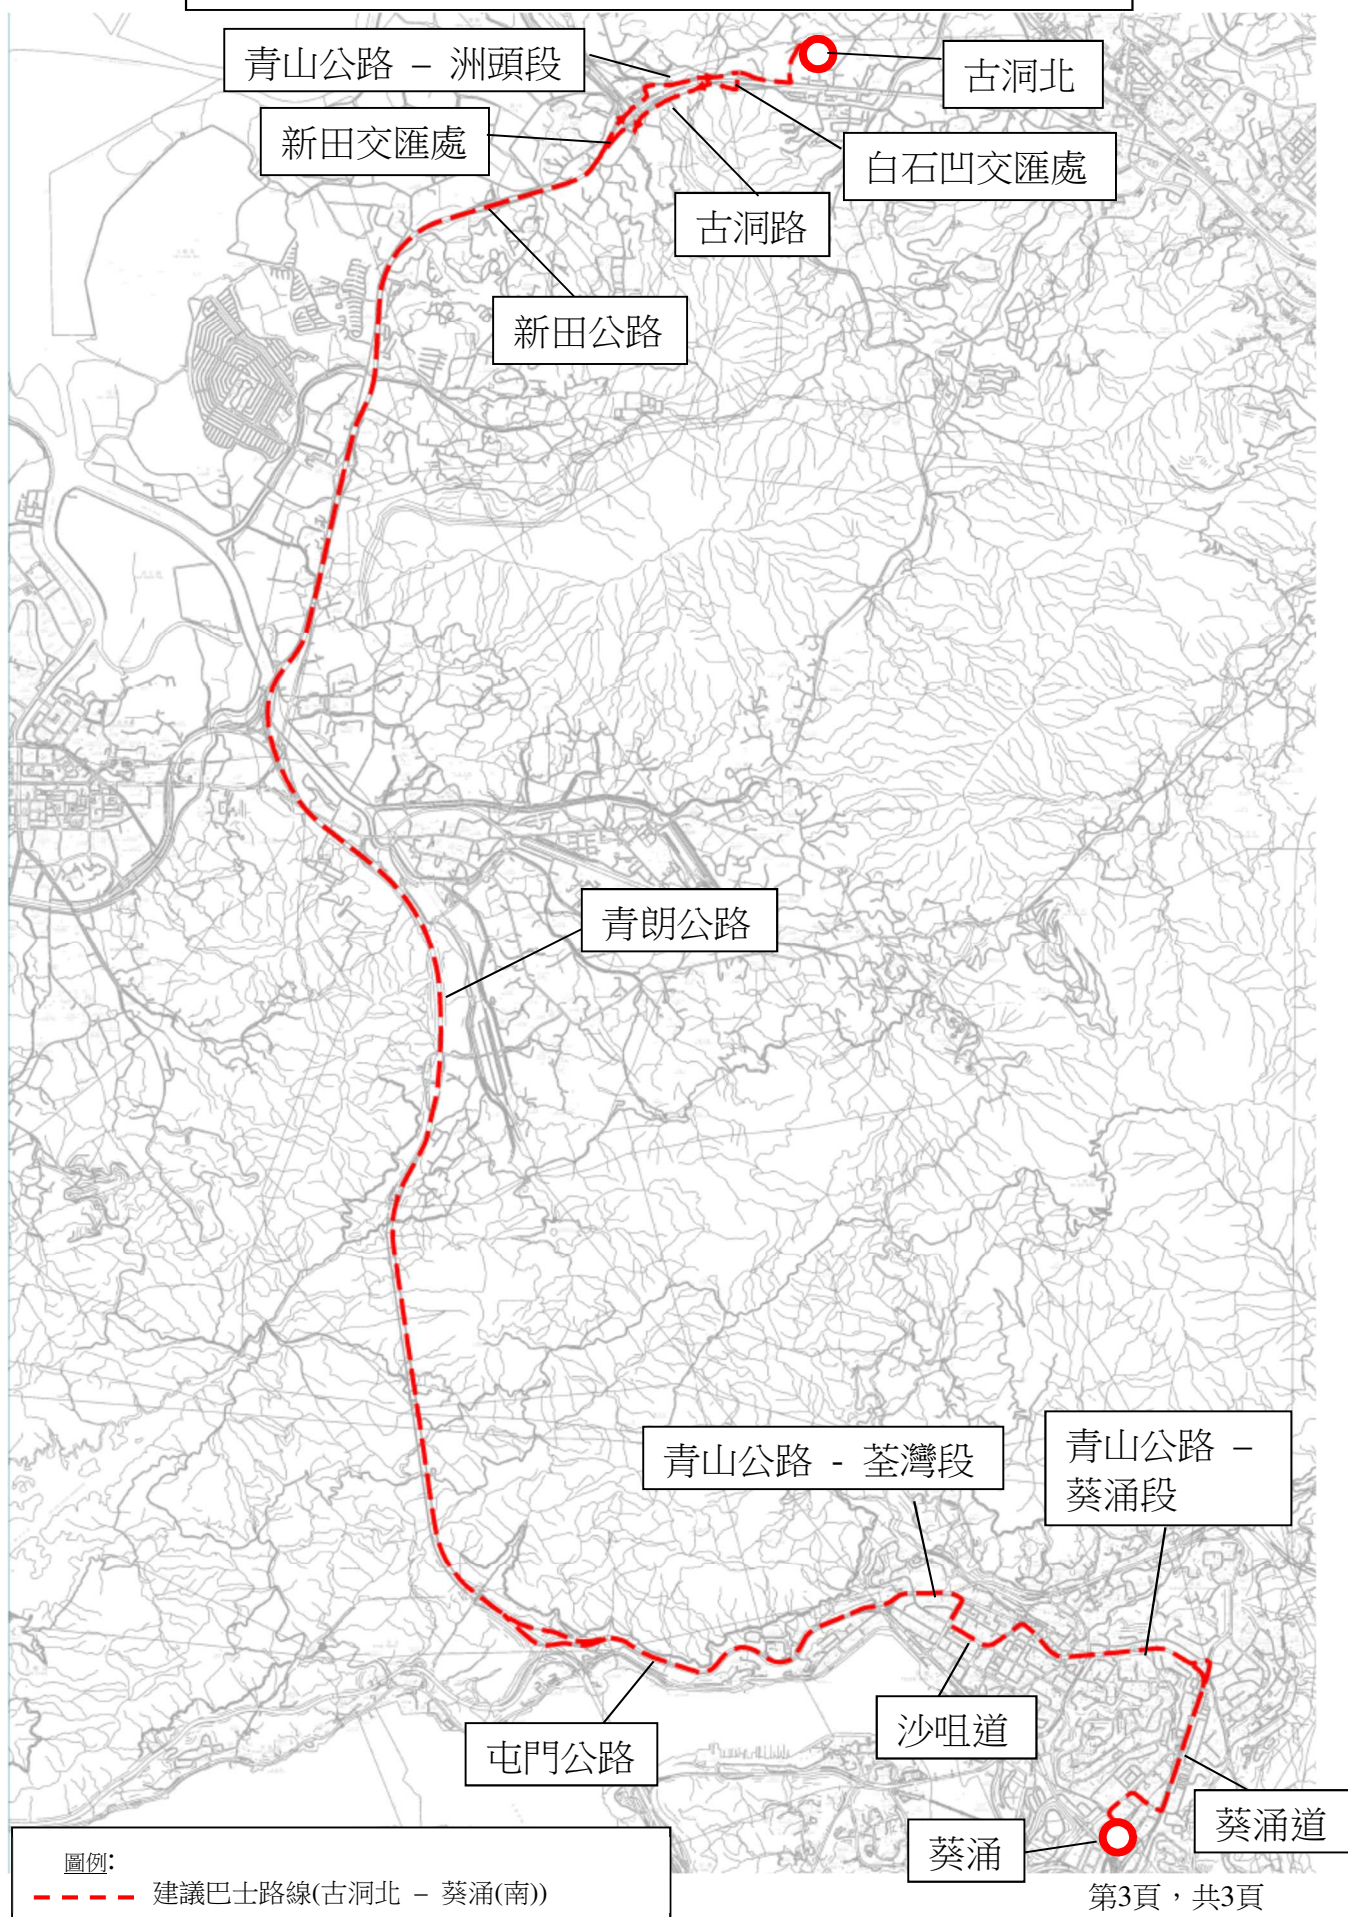 青山公路 – 洲頭段
古洞北
新田交匯處
白石凹交匯處
古洞路
新田公路
青朗公路
青山公路 - 荃灣段
青山公路 –
葵涌段
沙咀道
屯門公路
葵涌道
葵涌
圖例:
建議巴士路線(古洞北 – 葵涌(南))
第3頁，共3頁